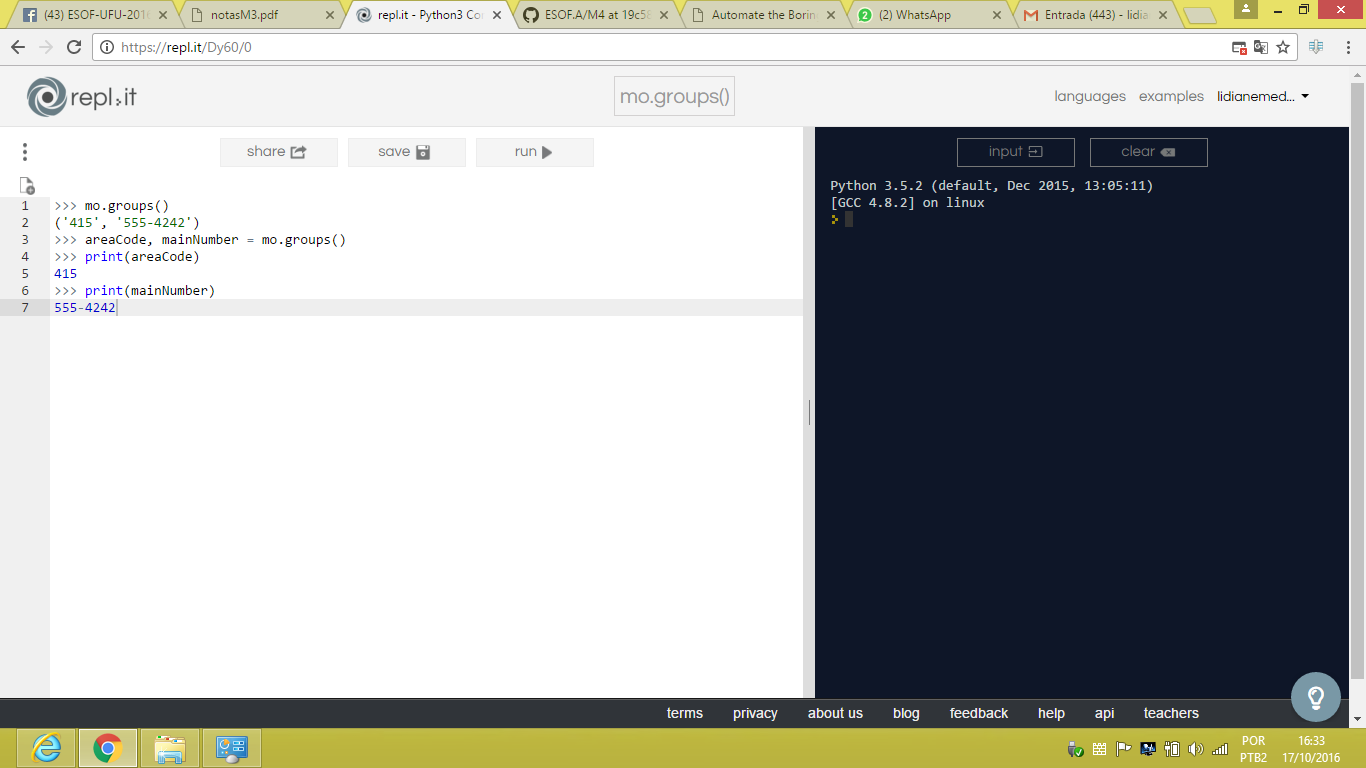 (43) ESOF-UFU-2016
notasM3.pdf
repl.it - Python3 Co
ESOF.A/M4 at 19c58
Automate the Borin
(2) WhatsApp
Entrada (443) - lidia
https://repl.it/Dy60/0
repl.it
mo.groups()
languages
examples
lidianemed...
share
save
run
input
clear
1 >>> mo.groups()
2 ('415', '555-4242')
3 >>> areaCode, mainNumber = mo.groups()
4 >>> print(areaCode)
5 415
6 >>> print(mainNumber)
7 555-4242
Python 3.5.2 (default, Dec 2015, 13:05:11)
[GCC 4.8.2] on linux
terms
privacy
about us
blog
feedback
help
api
teachers
POR
PTB2
16:33
17/10/2016